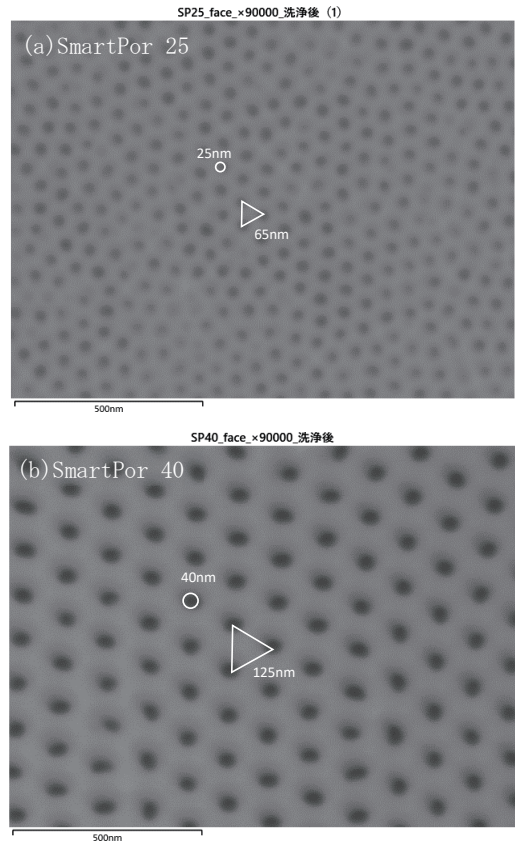 SP25_face_×90000_洗浄後（1）
(a)SmartPor 25
25nm
65nm
500nm
SP40_face_×90000_洗浄後
(b)SmartPor 40
40nm
125nm
500nm